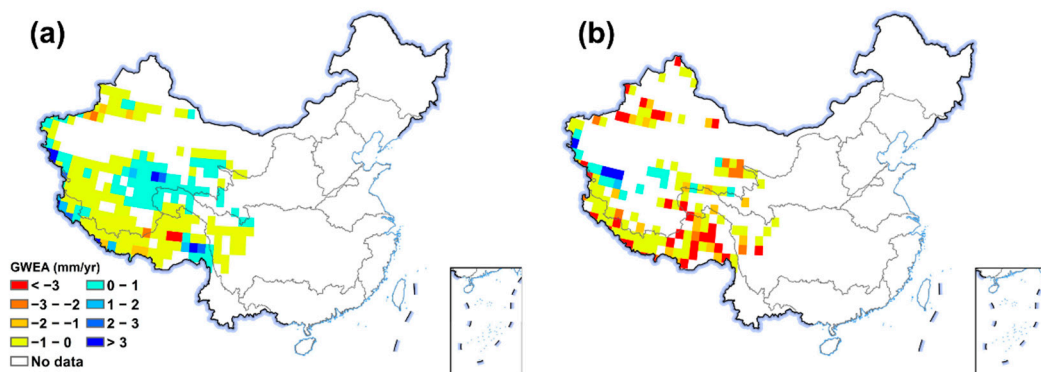 (a)
(b)
GWEA (mm/yr)
< −3
0 − 1
−3 − −2
1 − 2
−2 − −1
2 − 3
−1 − 0
> 3
No data